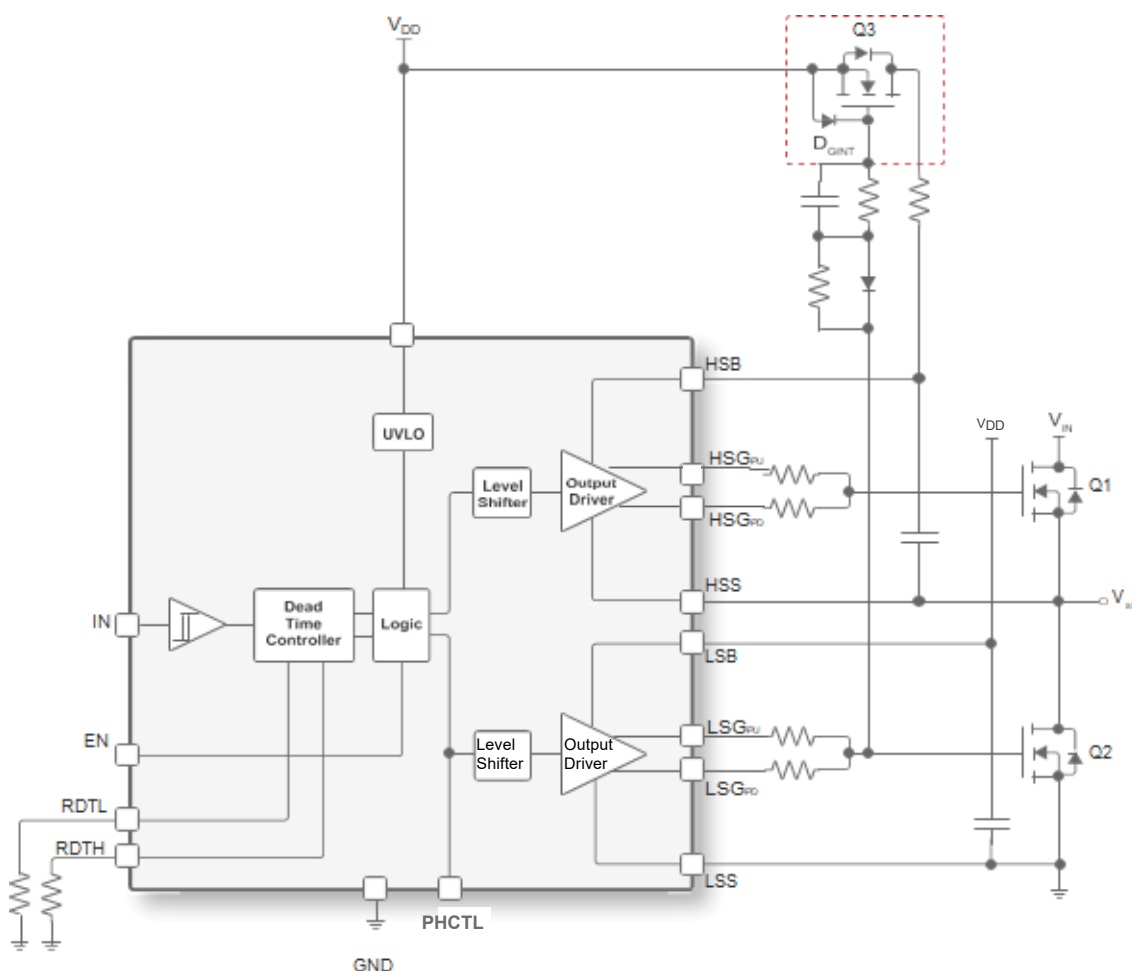 VDD
Q3
DGINT
HSB
UVLO
VDD
VIN
HSGPU
Level
Shifter
Output
Driver
Q1
HSGPD
HSS
IN
Dead
Time
Controller
Logic
LSB
EN
LSGPU
Level
Shifter
Output
Driver
Q2
LSGPD
RDTL
RDTH
LSS
PHCTL
GND